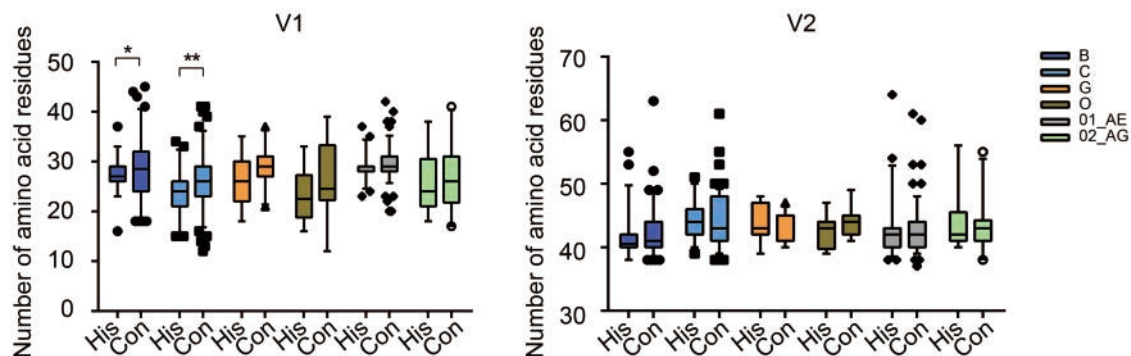 V1
Number of amino acid residues
50
40
30
20
10
0
*
**
His Con His Con His Con His Con His Con His Con
V2
Number of amino acid residues
70
60
50
40
30
His Con His Con His Con His Con His Con His Con
B
C
G
O
01_AE
02_AG